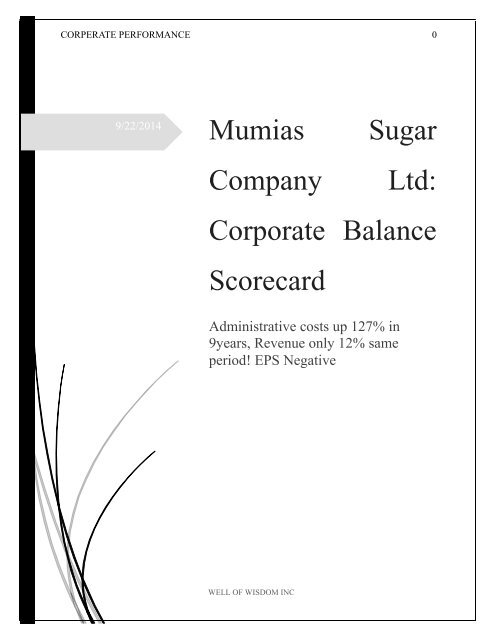 CORPERATE PERFORMANCE 0
9/22/2014
Mumias Sugar
Company Ltd:
Corporate Balance
Scorecard
Administrative costs up 127% in
9years, Revenue only 12% same
period! EPS Negative
WELL OF WISDOM INC